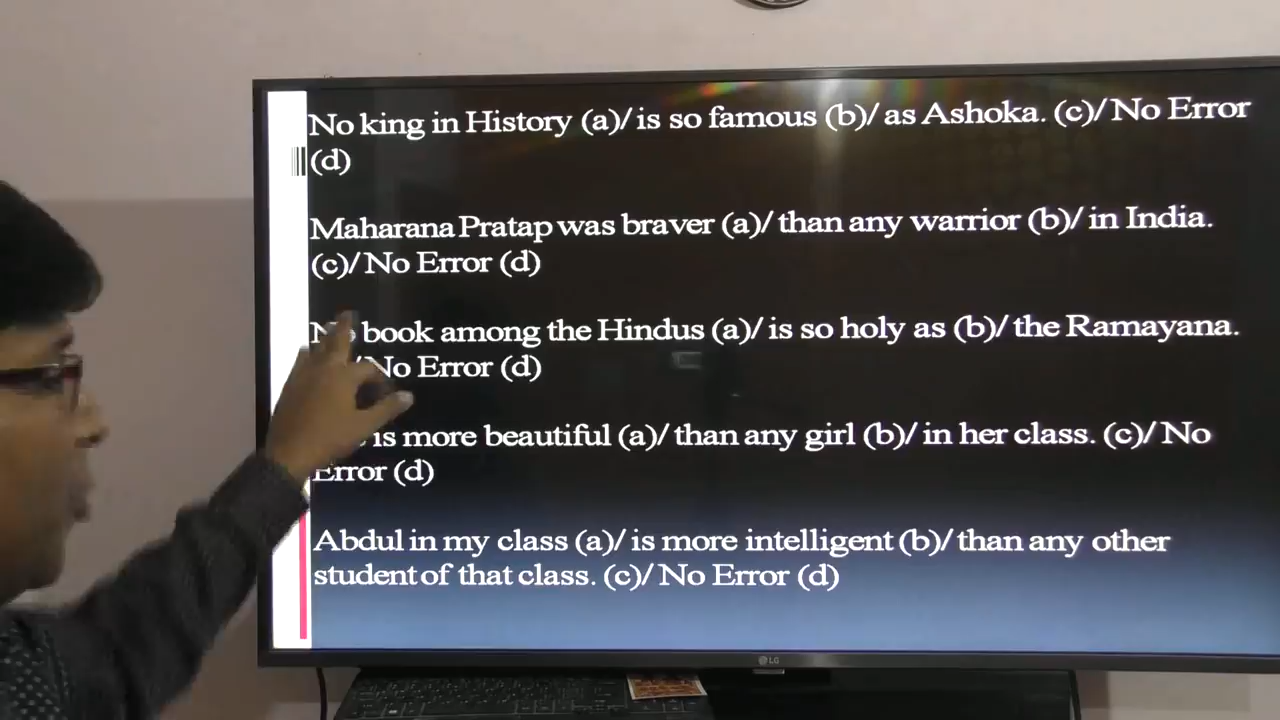 No king in History (a)/ is so famous (b)/ as Ashoka. (c)/ No Error
(d)
Maharana Pratap was braver (a)/ than any warrior (b)/ in India.
(c)/ No Error (d)
No book among the Hindus (a)/ is so holy as (b)/ the Ramayana.
No Error (d)
is more beautiful (a)/ than any girl (b)/ in her class. (c)/ No
Error (d)
Abdul in my class (a)/ is more intelligent (b)/ than any other
student of that class. (c)/ No Error (d)
LG